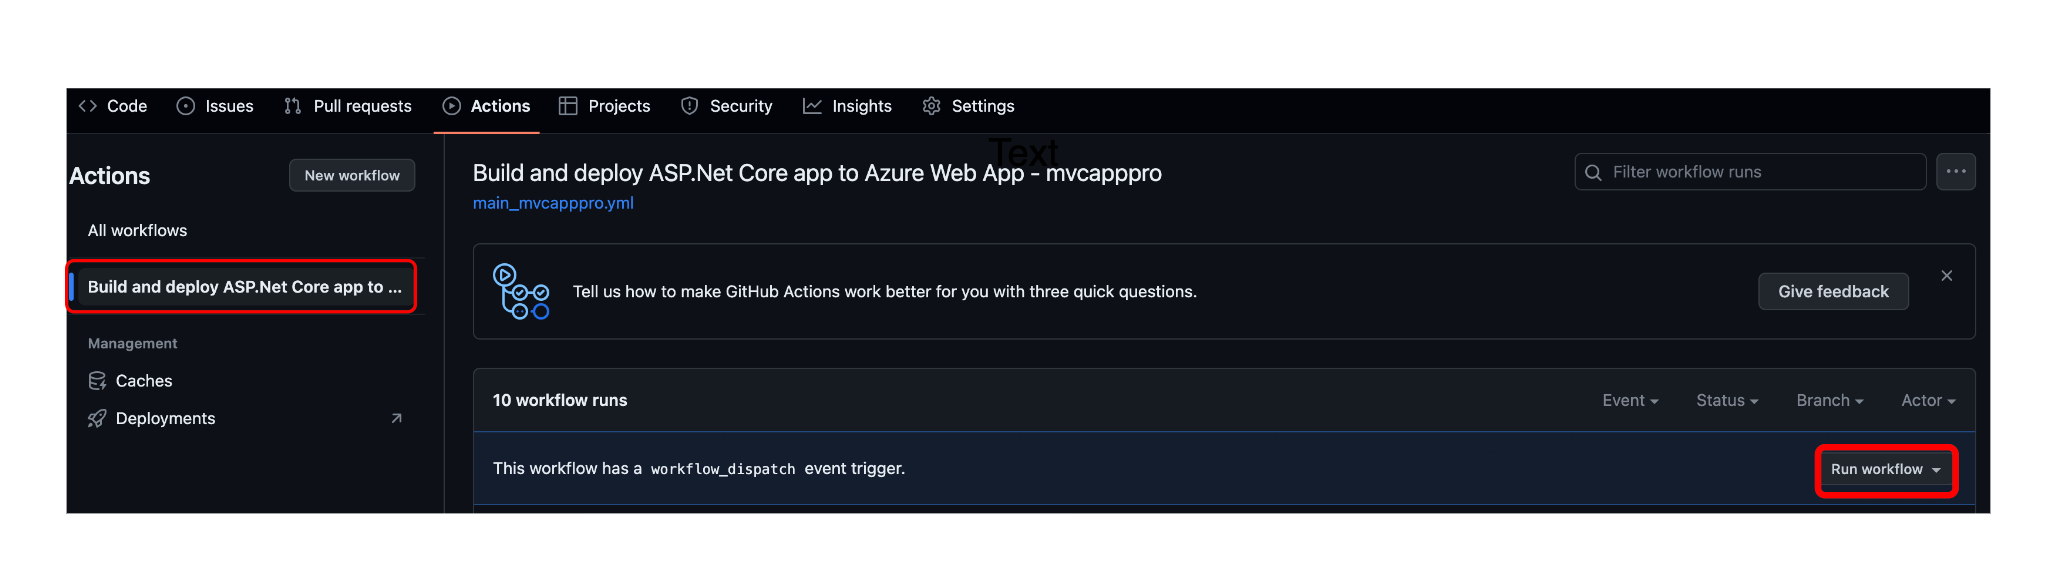 Code Issues Pull requests Actions Projects Security Insights Settings
Actions
New workflow
All workflows
Build and deploy ASP.Net Core app to ...
Management
Caches
Deployments
Text
Build and deploy ASP.Net Core app to Azure Web App - mvcapppro
main_mvcapppro.yml
Filter workflow runs
Tell us how to make GitHub Actions work better for you with three quick questions.
Give feedback
10 workflow runs
Event Status Branch Actor
This workflow has a workflow_dispatch event trigger.
Run workflow